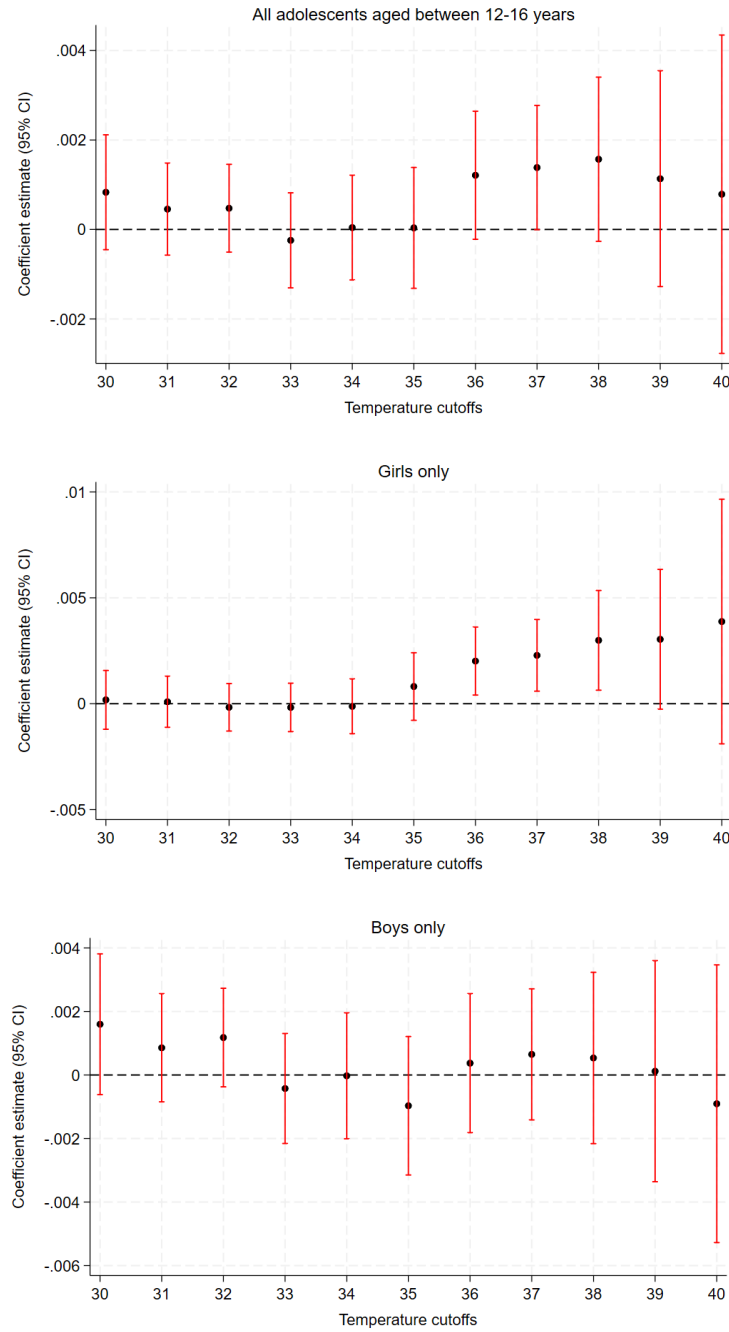 All adolescents aged between 12-16 years
Coefficient estimate (95% CI)
.004
.002
0
-.002
30 31 32 33 34 35 36 37 38 39 40
Temperature cutoffs
Girls only
Coefficient estimate (95% CI)
.01
.005
0
-.005
30 31 32 33 34 35 36 37 38 39 40
Temperature cutoffs
Boys only
Coefficient estimate (95% CI)
.004
.002
0
-.002
-.004
-.006
30 31 32 33 34 35 36 37 38 39 40
Temperature cutoffs